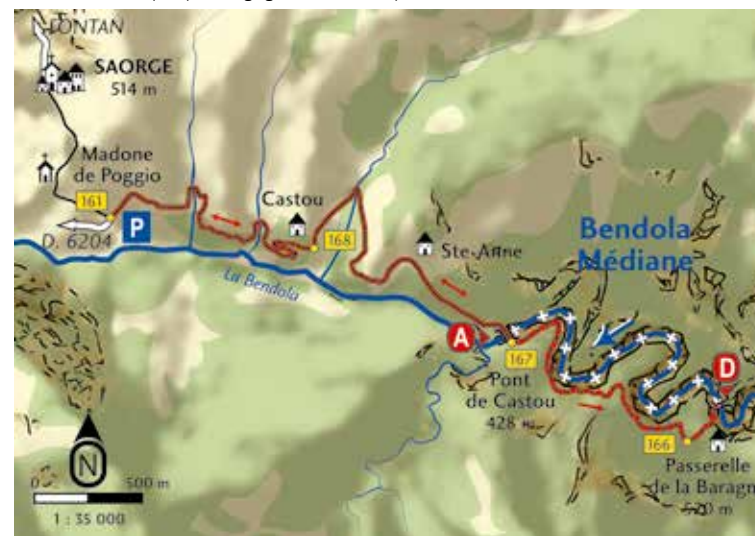 FONTAN
SAORGE
514 m
Madone
de Poggio
161
P
D. 6204
Castou
168
La Bendola
Ste-Anne
Bendola
Médiane
A
167
Pont
de Castou
428 m
D
166
Passerelle
de la Baragn
N
0 500 m
1 : 35 000